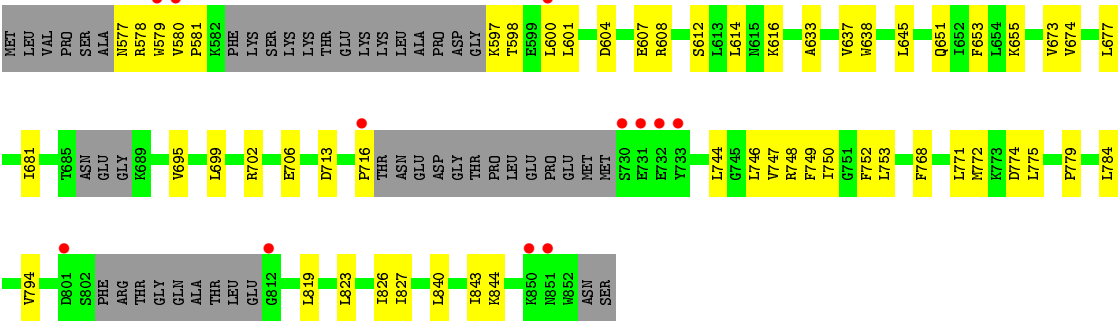 MET LEU VAL PRO SER ALA N577 R578 W579 V580 P581 K582 PHE LYS SER LYS LYS THR GLU LYS LYS LEU ALA PRO ASP GLY K597 T598 E599 L600 L601 D604 E607 R608 S612 L613 L614 N615 K616 A633 V637 W638 L645 Q651 I652 F653 L654 K655 V673 V674 L677
I681 T685 ASN GLU GLY K689 V695 L699 R702 E706 D713 P716 THR ASN GLU ASP GLY THR PRO LEU GLU PRO GLU MET MET S730 E731 E732 Y733 L744 G745 L746 V747 R748 F749 I750 G751 F752 L753 F768 L771 M772 K773 D774 L775 P779 L784
V794 D801 S802 PHE ARG THR GLY GLN ALA THR LEU GLU G812 L819 L823 I826 I827 L840 I843 K844 K850 N851 W852 ASN SER